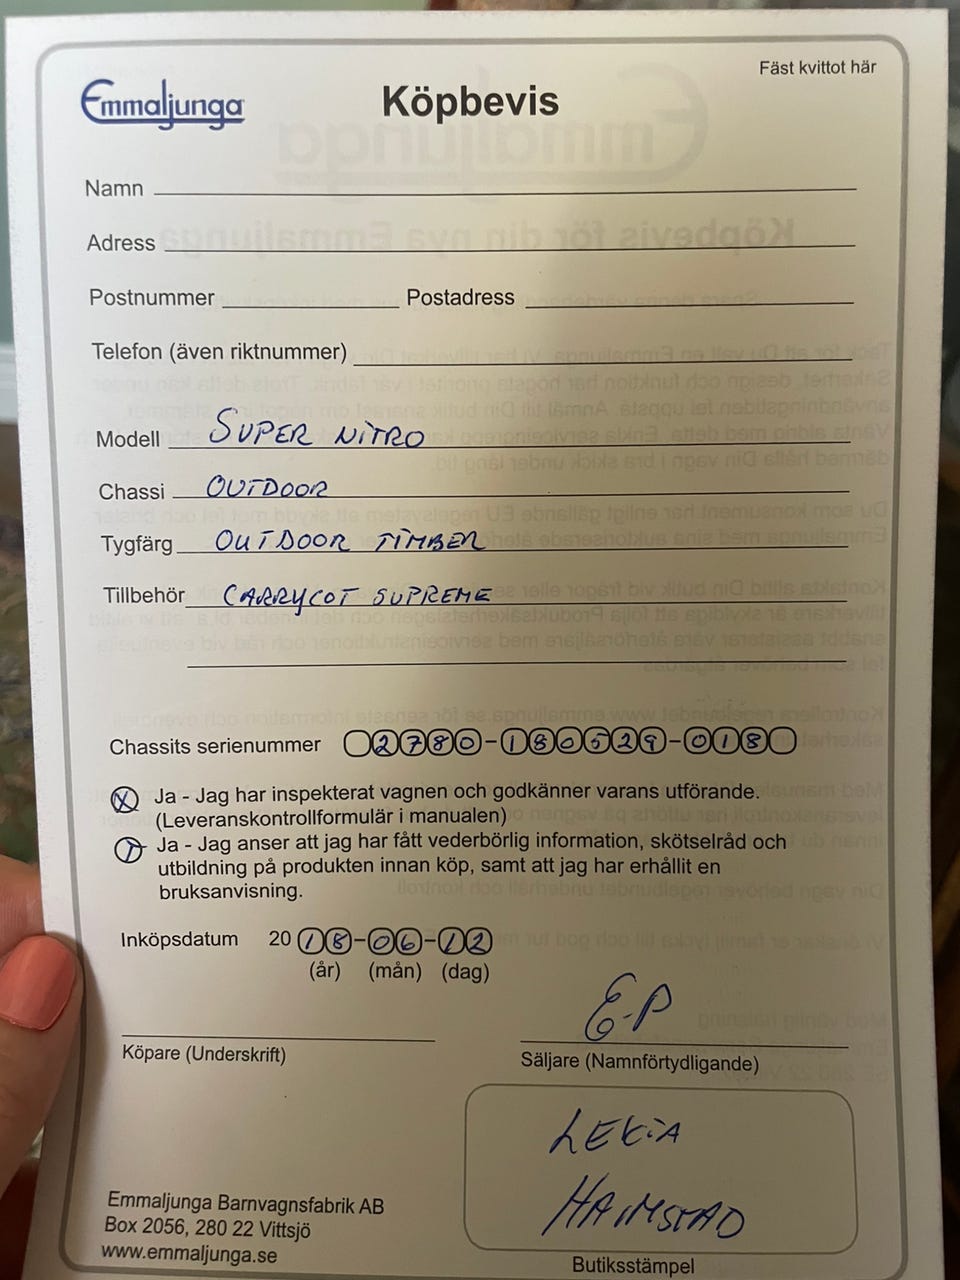 Emmaljunga
Köpbevis
Fäst kvittot här
Namn
Adress
Postnummer Postadress
Telefon (även riktnummer)
Modell SUPER NITRO
Chassi OUTDOOR
Tygfärg OUTDOOR TIMBER
Tillbehör CARRYCOT SUPREME
Chassits serienummer 2780-180529-0180
Ja - Jag har inspekterat vagnen och godkänner varans utförande.
(Leveranskontrollformulär i manualen)
Ja - Jag anser att jag har fått vederbörlig information, skötselråd och
utbildning på produkten innan köp, samt att jag har erhållit en
bruksanvisning.
Inköpsdatum 20 18-06-12
(år) (mån) (dag)
E-P
Köpare (Underskrift)
Säljare (Namnförtydligande)
LEKIA
HALMSTAD
Emmaljunga Barnvagnsfabrik AB
Box 2056, 280 22 Vittsjö
www.emmaljunga.se
Butiksstämpel